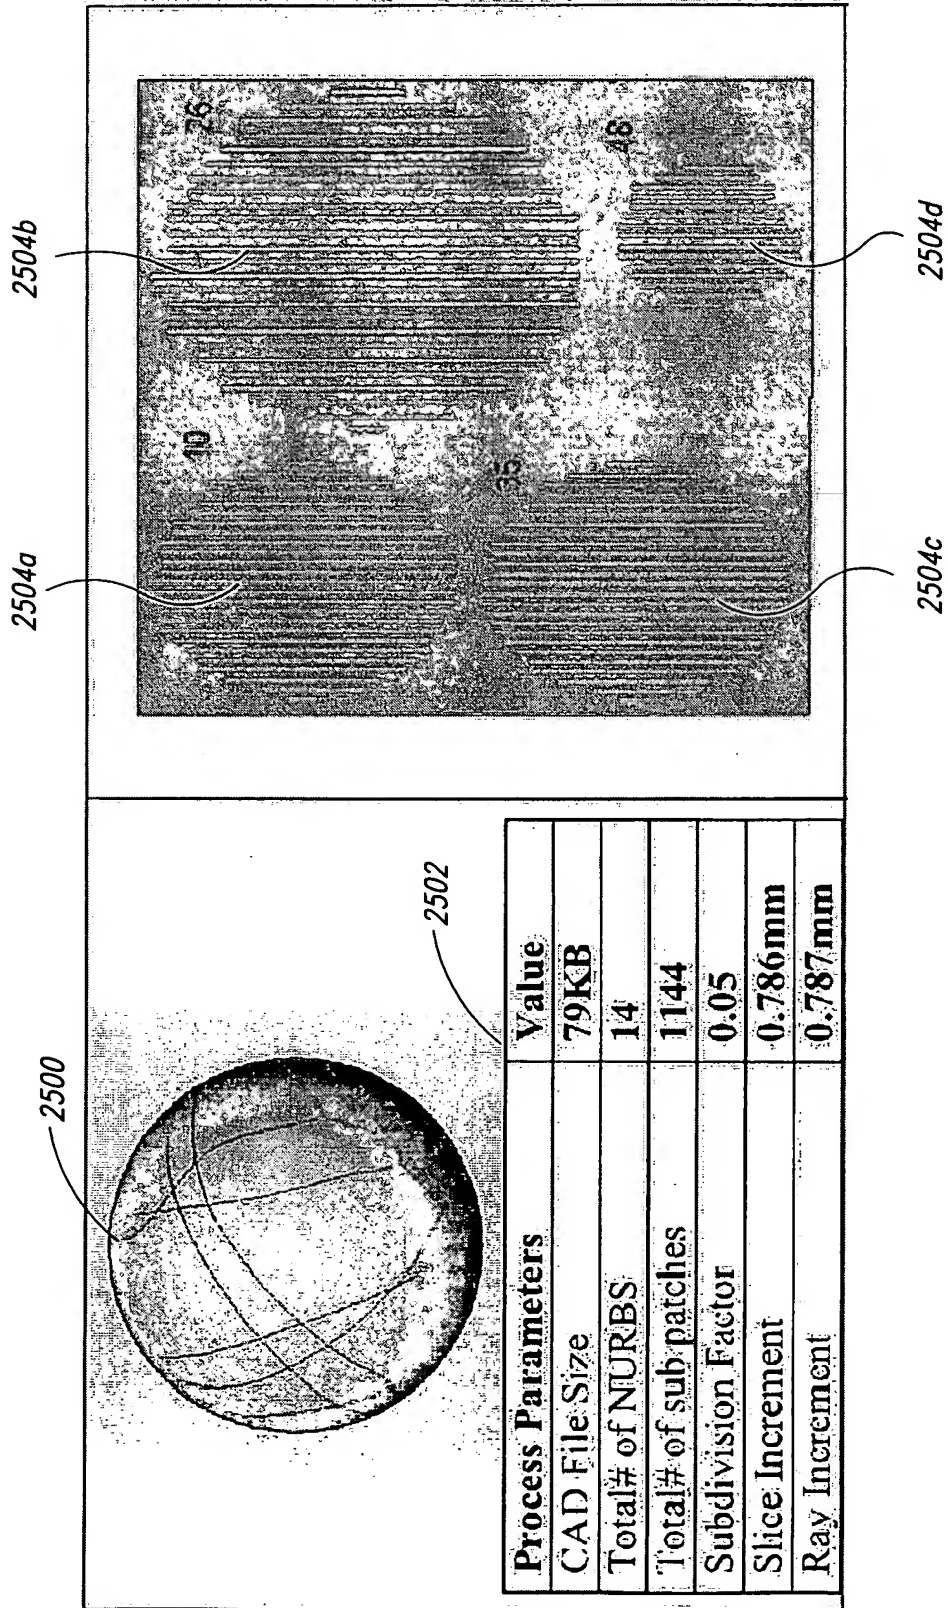 2500
2502
Process Parameters Value
CAD File Size 79KB
Total# of NURBS 14
Total# of sub patches 1144
Subdivision Factor 0.05
Slice Increment 0.786mm
Ray Increment 0.787mm
2504a
2504b
10
26
35
48
2504c
2504d